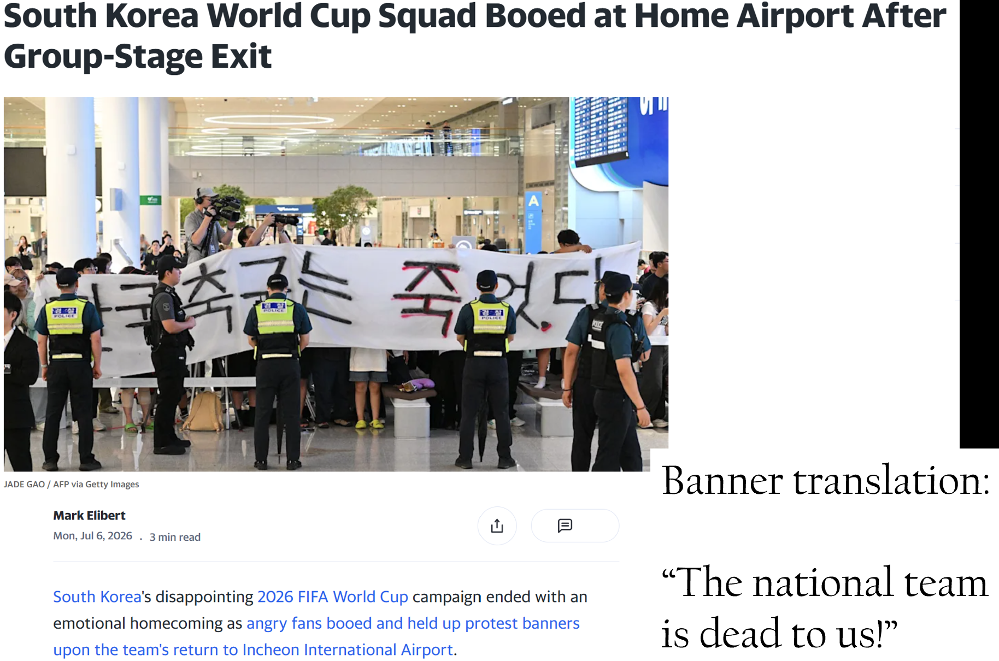 South Korea World Cup Squad Booed at Home Airport After
Group-Stage Exit
A
한국축구는 죽었다
경찰
POLICE
경찰
POLICE
경찰
POLICE
POLICE
JADE GAO / AFP via Getty Images
Mark Elibert
Mon, Jul 6, 2026 . 3 min read
South Korea's disappointing 2026 FIFA World Cup campaign ended with an
emotional homecoming as angry fans booed and held up protest banners
upon the team's return to Incheon International Airport.
Banner translation:
“The national team
is dead to us!”